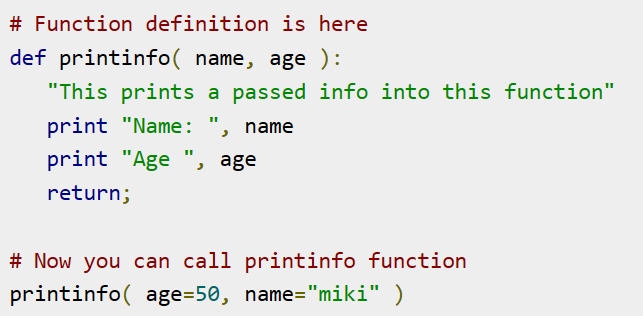 # Function definition is here
def printinfo( name, age ):
   "This prints a passed info into this function"
   print "Name: ", name
   print "Age ", age
   return;

# Now you can call printinfo function
printinfo( age=50, name="miki" )